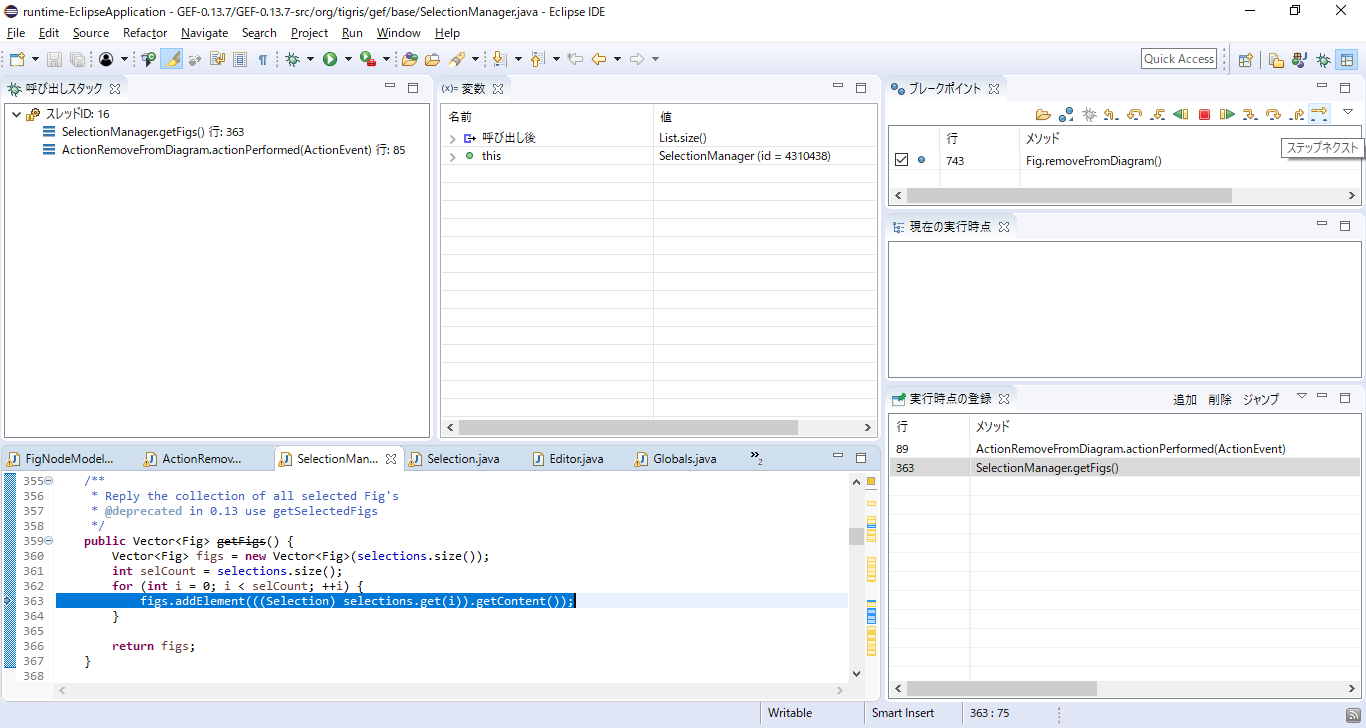 runtime-EclipseApplication - GEF-0.13.7/GEF-0.13.7-src/org/tigris/gef/base/SelectionManager.java - Eclipse IDE
File Edit Source Refactor Navigate Search Project Run Window Help
Quick Access
呼び出しスタック
スレッドID: 16
SelectionManager.getFigs() 行: 363
ActionRemoveFromDiagram.actionPerformed(ActionEvent) 行: 85
(x)= 変数
名前 値
呼び出し後 List.size()
this SelectionManager (id = 4310438)
ブレークポイント
行 メソッド
743 Fig.removeFromDiagram()
ステップネクスト
現在の実行時点
実行時点の登録
追加 削除 ジャンプ
行 メソッド
89 ActionRemoveFromDiagram.actionPerformed(ActionEvent)
363 SelectionManager.getFigs()
FigNodeModel... ActionRemov... SelectionMan... Selection.java Editor.java Globals.java »2
355 /**
356 * Reply the collection of all selected Fig's
357 * @deprecated in 0.13 use getSelectedFigs
358 */
359 public Vector<Fig> getFigs() {
360 Vector<Fig> figs = new Vector<Fig>(selections.size());
361 int selCount = selections.size();
362 for (int i = 0; i < selCount; ++i) {
363 figs.addElement(((Selection) selections.get(i)).getContent());
364 }
365
366 return figs;
367 }
368
Writable Smart Insert 363 : 75